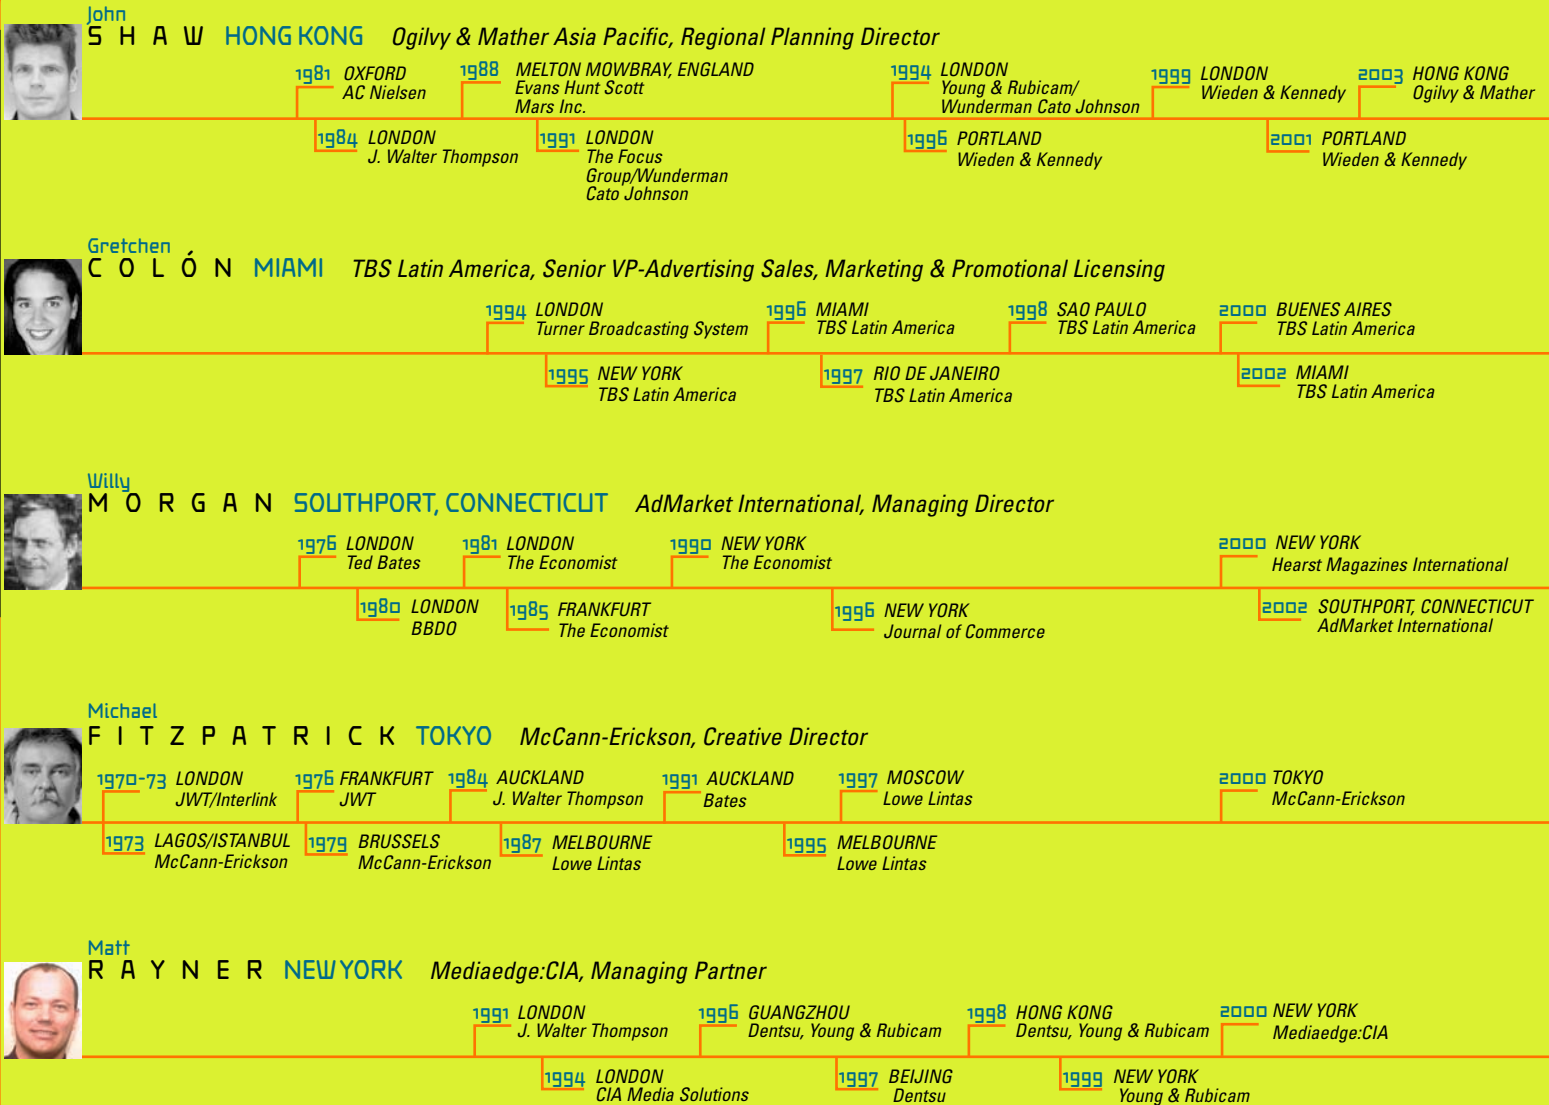 John
SHAW HONG KONG Ogilvy & Mather Asia Pacific, Regional Planning Director
1981 OXFORD
AC Nielsen
1988 MELTON MOWBRAY, ENGLAND
Evans Hunt Scott
Mars Inc.
1994 LONDON
Young & Rubicam/
Wunderman Cato Johnson
1999 LONDON
Wieden & Kennedy
2003 HONG KONG
Ogilvy & Mather
1984 LONDON
J. Walter Thompson
1991 LONDON
The Focus
Group/Wunderman
Cato Johnson
1996 PORTLAND
Wieden & Kennedy
2001 PORTLAND
Wieden & Kennedy
Gretchen
COLÓN MIAMI TBS Latin America, Senior VP-Advertising Sales, Marketing & Promotional Licensing
1994 LONDON
Turner Broadcasting System
1996 MIAMI
TBS Latin America
1998 SAO PAULO
TBS Latin America
2000 BUENES AIRES
TBS Latin America
1995 NEW YORK
TBS Latin America
1997 RIO DE JANEIRO
TBS Latin America
2002 MIAMI
TBS Latin America
Willy
MORGAN SOUTHPORT, CONNECTICUT AdMarket International, Managing Director
1976 LONDON
Ted Bates
1981 LONDON
The Economist
1990 NEW YORK
The Economist
2000 NEW YORK
Hearst Magazines International
1980 LONDON
BBDO
1985 FRANKFURT
The Economist
1996 NEW YORK
Journal of Commerce
2002 SOUTHPORT, CONNECTICUT
AdMarket International
Michael
FITZPATRICK TOKYO McCann-Erickson, Creative Director
1970-73 LONDON
JWT/Interlink
1976 FRANKFURT
JWT
1984 AUCKLAND
J. Walter Thompson
1991 AUCKLAND
Bates
1997 MOSCOW
Lowe Lintas
2000 TOKYO
McCann-Erickson
1973 LAGOS/ISTANBUL
McCann-Erickson
1979 BRUSSELS
McCann-Erickson
1987 MELBOURNE
Lowe Lintas
1995 MELBOURNE
Lowe Lintas
Matt
RAYNER NEW YORK Mediaedge:CIA, Managing Partner
1991 LONDON
J. Walter Thompson
1996 GUANGZHOU
Dentsu, Young & Rubicam
1998 HONG KONG
Dentsu, Young & Rubicam
2000 NEW YORK
Mediaedge:CIA
1994 LONDON
CIA Media Solutions
1997 BEIJING
Dentsu
1999 NEW YORK
Young & Rubicam